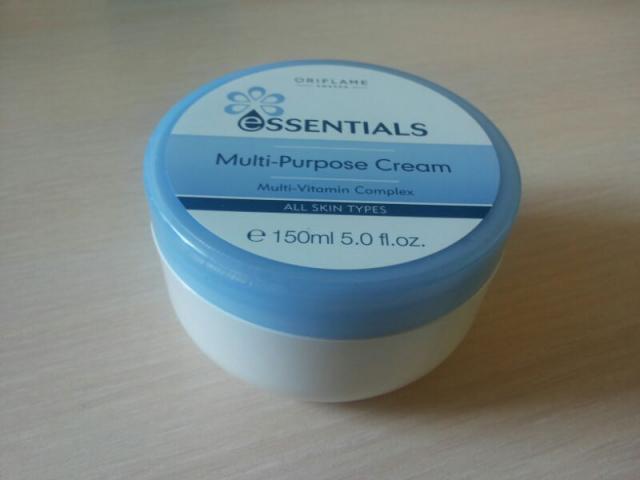 ORIFLAME
SWEDEN
eSSENTIALS
Multi-Purpose Cream
Multi-Vitamin Complex
ALL SKIN TYPES
℮ 150ml 5.0 fl.oz.